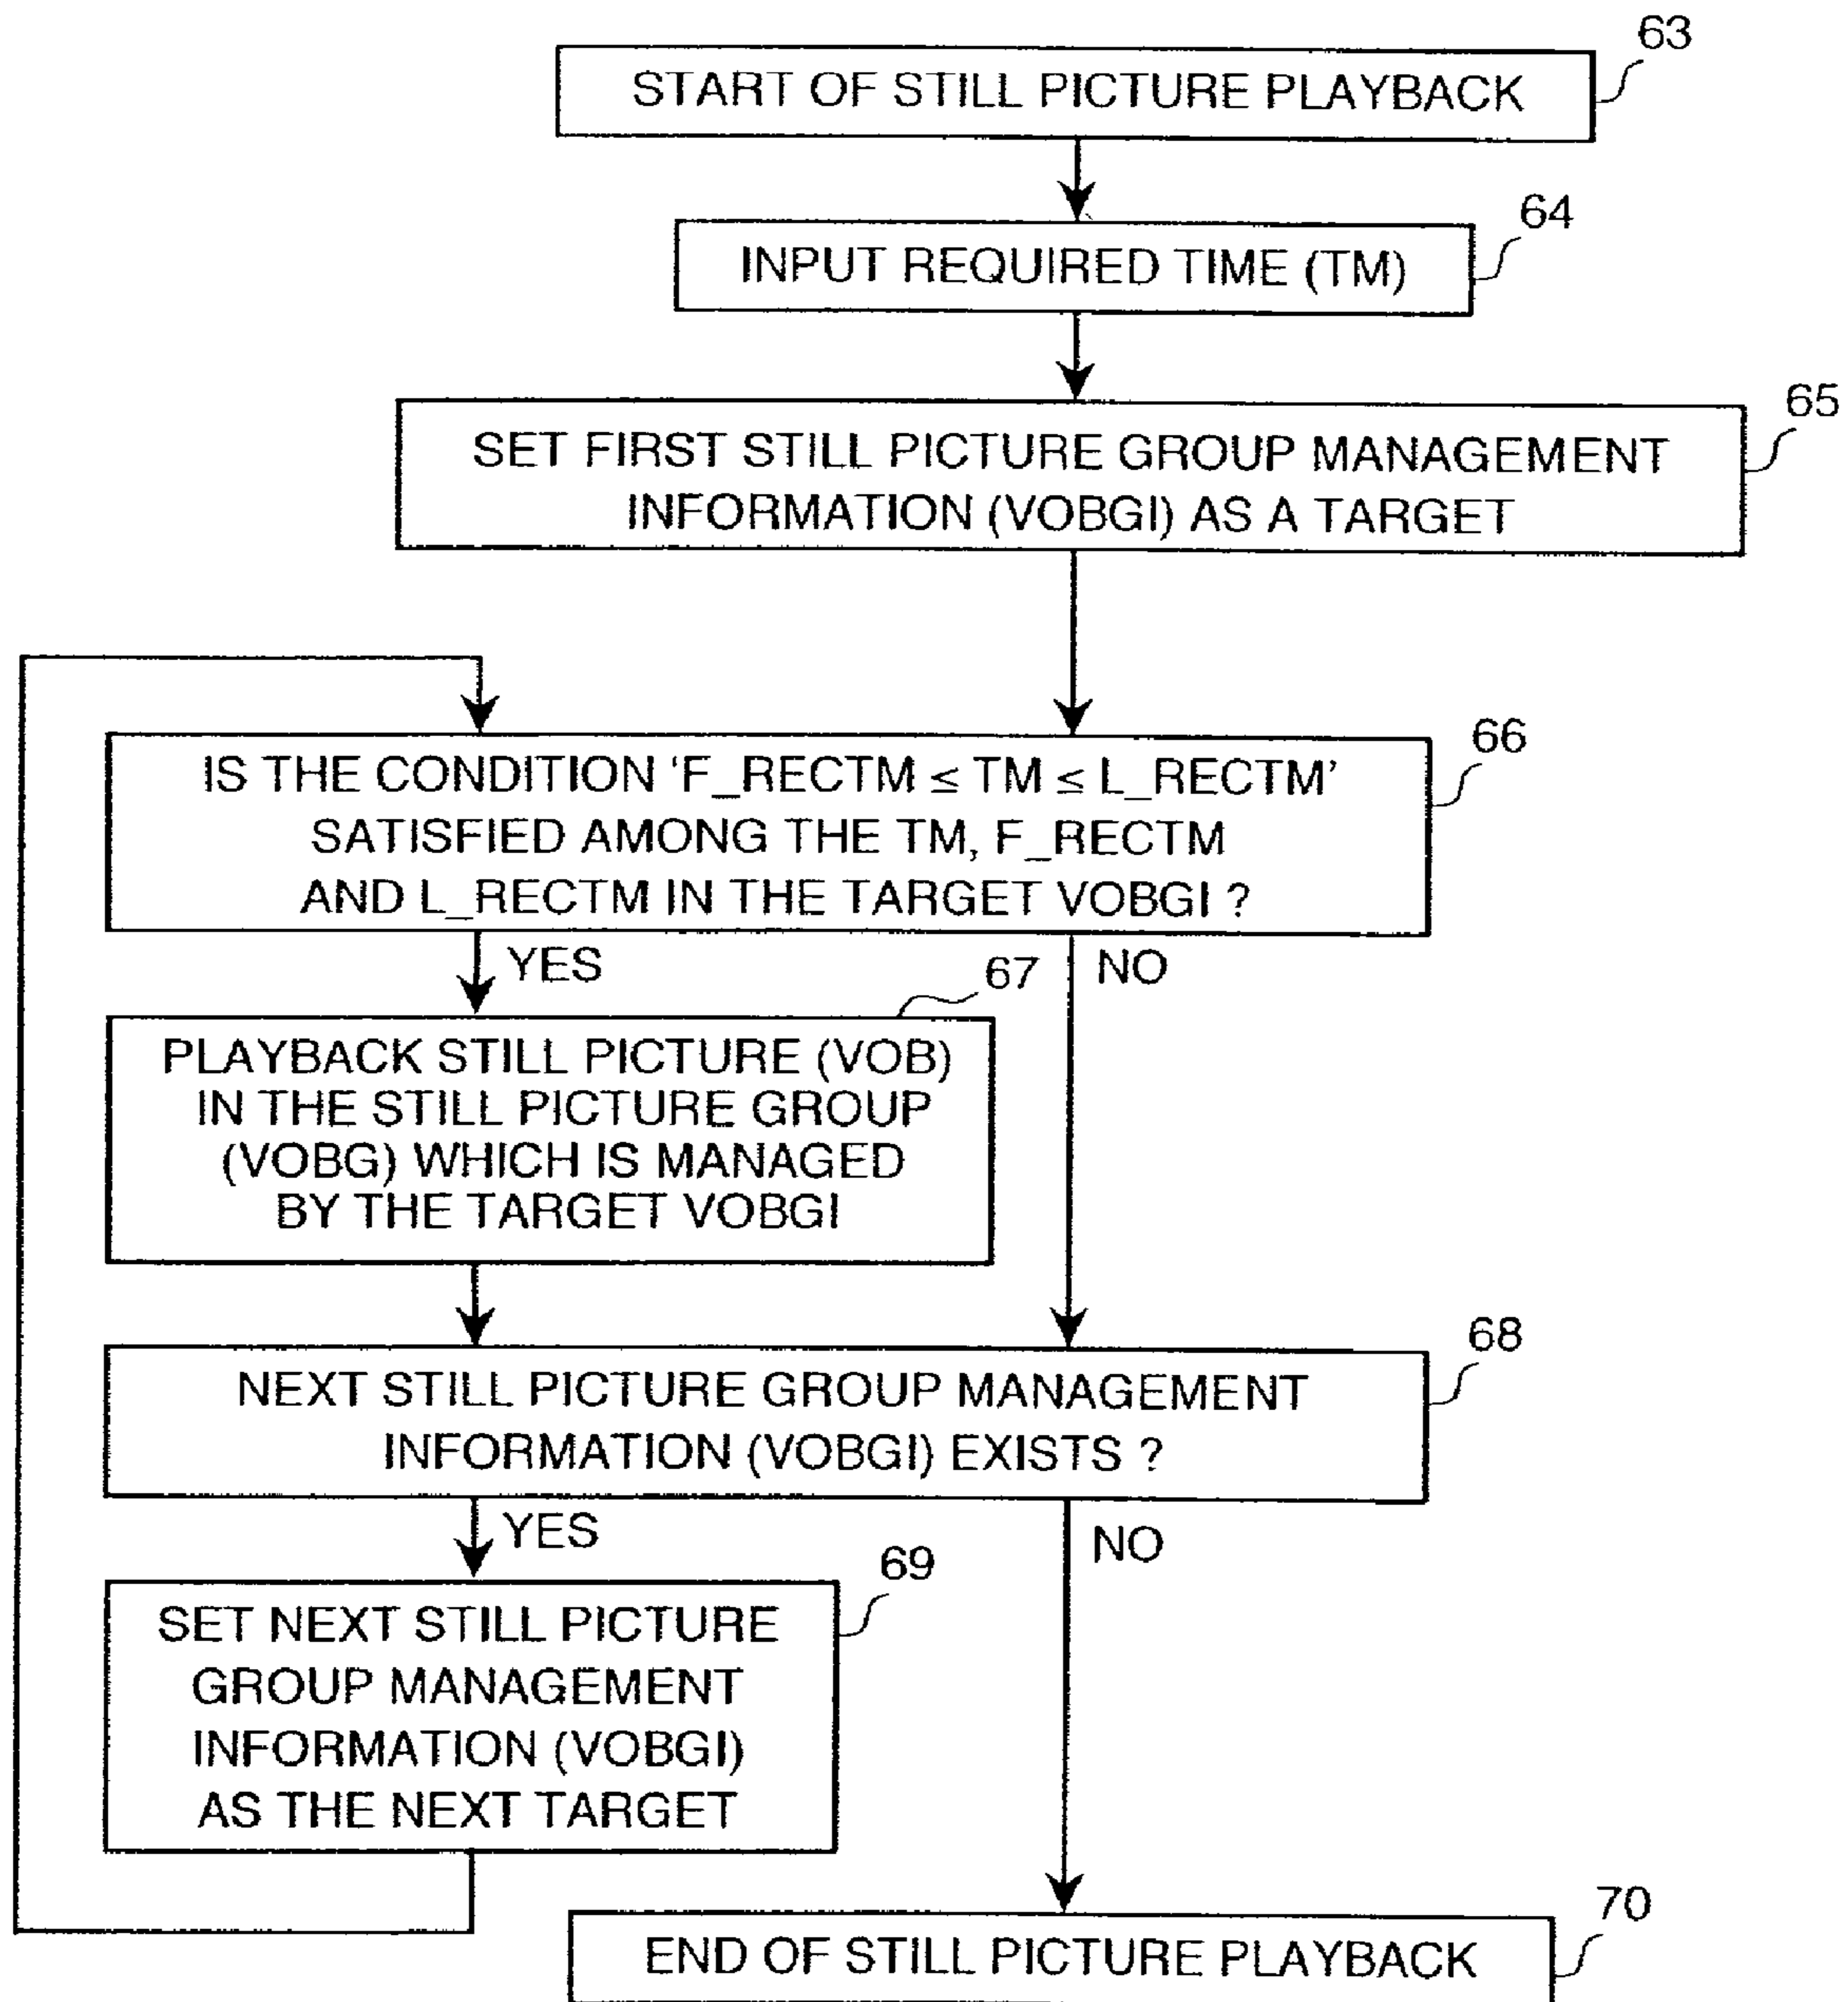 63
START OF STILL PICTURE PLAYBACK
64
INPUT REQUIRED TIME (TM)
65
SET FIRST STILL PICTURE GROUP MANAGEMENT
INFORMATION (VOBGI) AS A TARGET
66
IS THE CONDITION 'F_RECTM ≤ TM ≤ L_RECTM'
SATISFIED AMONG THE TM, F_RECTM
AND L_RECTM IN THE TARGET VOBGI ?
YES
NO
67
PLAYBACK STILL PICTURE (VOB)
IN THE STILL PICTURE GROUP
(VOBG) WHICH IS MANAGED
BY THE TARGET VOBGI
68
NEXT STILL PICTURE GROUP MANAGEMENT
INFORMATION (VOBGI) EXISTS ?
YES
NO
69
SET NEXT STILL PICTURE
GROUP MANAGEMENT
INFORMATION (VOBGI)
AS THE NEXT TARGET
70
END OF STILL PICTURE PLAYBACK